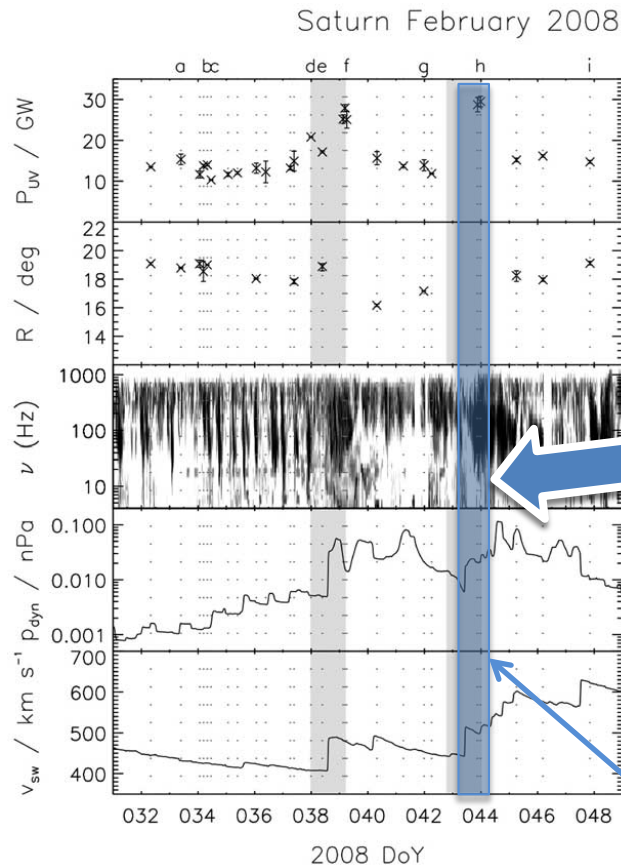 Saturn February 2008
a bc de f g h i
P_UV / GW
30
20
10
R / deg
22
20
18
16
14
ν (Hz)
1000
100
10
p_dyn / nPa
0.100
0.010
0.001
v_sw / km s⁻¹
700
600
500
400
032 034 036 038 040 042 044 046 048
2008 DoY